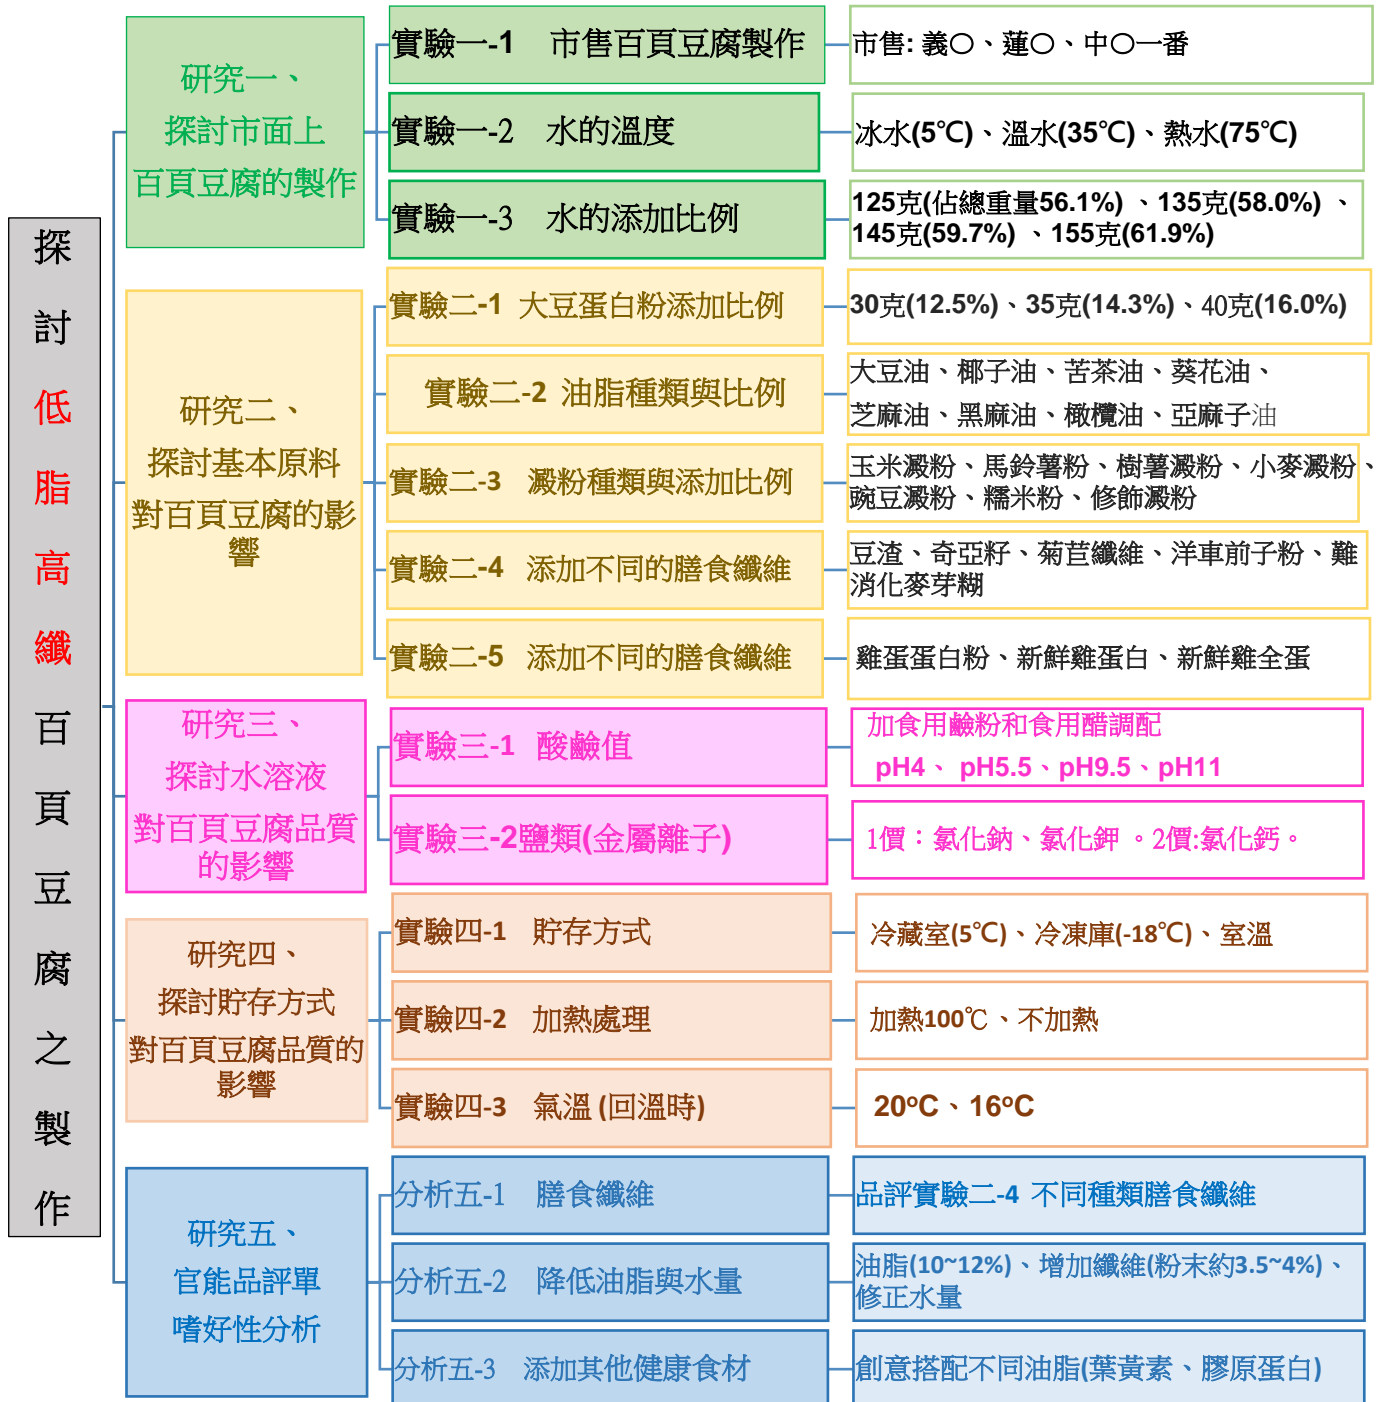 探討低脂高纖百頁豆腐之製作
研究一、
探討市面上
百頁豆腐的製作
實驗一-1 市售百頁豆腐製作
市售: 義〇、蓮〇、中〇一番
實驗一-2 水的溫度
冰水(5℃)、溫水(35℃)、熱水(75℃)
實驗一-3 水的添加比例
125克(佔總重量56.1%) 、135克(58.0%) 、
145克(59.7%) 、155克(61.9%)
研究二、
探討基本原料
對百頁豆腐的影
響
實驗二-1 大豆蛋白粉添加比例
30克(12.5%)、35克(14.3%)、40克(16.0%)
實驗二-2 油脂種類與比例
大豆油、椰子油、苦茶油、葵花油、
芝麻油、黑麻油、橄欖油、亞麻子油
實驗二-3 澱粉種類與添加比例
玉米澱粉、馬鈴薯粉、樹薯澱粉、小麥澱粉、
豌豆澱粉、糯米粉、修飾澱粉
實驗二-4 添加不同的膳食纖維
豆渣、奇亞籽、菊苣纖維、洋車前子粉、難
消化麥芽糊
實驗二-5 添加不同的膳食纖維
雞蛋蛋白粉、新鮮雞蛋白、新鮮雞全蛋
研究三、
探討水溶液
對百頁豆腐品質
的影響
實驗三-1 酸鹼值
加食用鹼粉和食用醋調配
pH4、 pH5.5、pH9.5、pH11
實驗三-2鹽類(金屬離子)
1價：氯化鈉、氯化鉀 。2價:氯化鈣。
研究四、
探討貯存方式
對百頁豆腐品質的
影響
實驗四-1 貯存方式
冷藏室(5℃)、冷凍庫(-18℃)、室溫
實驗四-2 加熱處理
加熱100℃、不加熱
實驗四-3 氣溫 (回溫時)
20ºC、16ºC
研究五、
官能品評單
嗜好性分析
分析五-1 膳食纖維
品評實驗二-4 不同種類膳食纖維
分析五-2 降低油脂與水量
油脂(10~12%)、增加纖維(粉末約3.5~4%)、
修正水量
分析五-3 添加其他健康食材
創意搭配不同油脂(葉黃素、膠原蛋白)